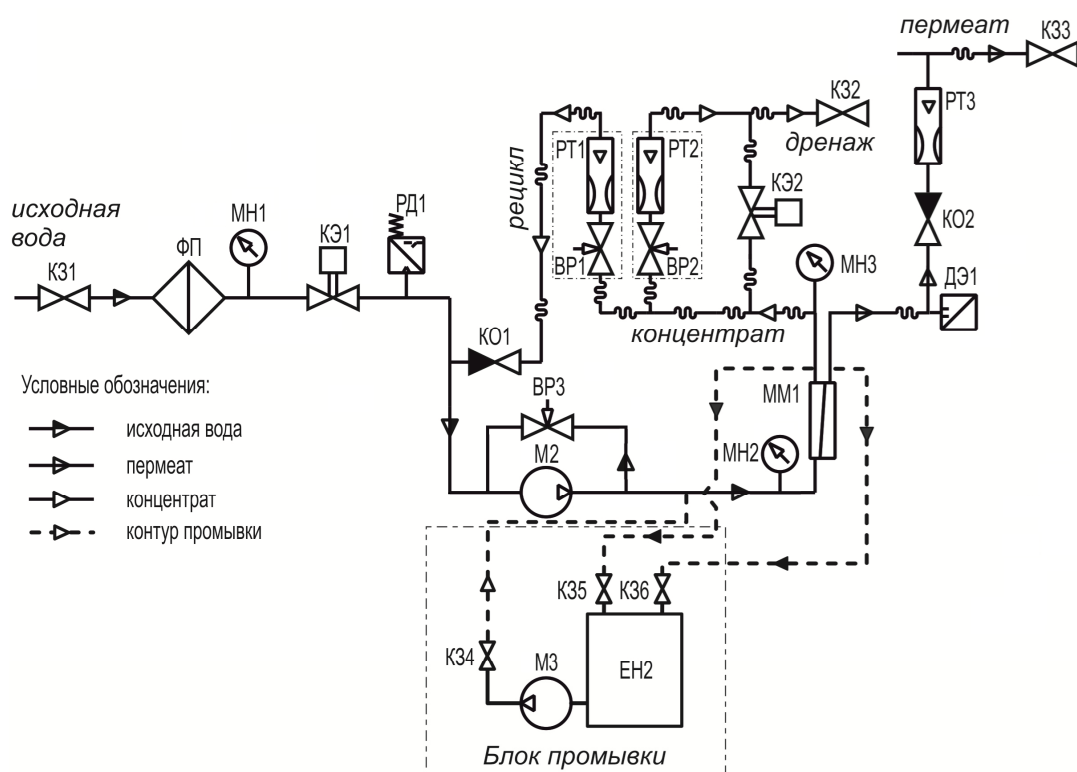 пермеат
КЗ3
КЗ2
РТ3
дренаж
РТ1
РТ2
рецикл
КЭ2
исходная
вода
МН1
РД1
КО2
ФП
КЭ1
КЗ1
ВР1
ВР2
МН3
ДЭ1
концентрат
КО1
Условные обозначения:
ВР3
ММ1
исходная вода
М2
МН2
пермеат
концентрат
контур промывки
КЗ5
КЗ6
КЗ4
М3
ЕН2
Блок промывки